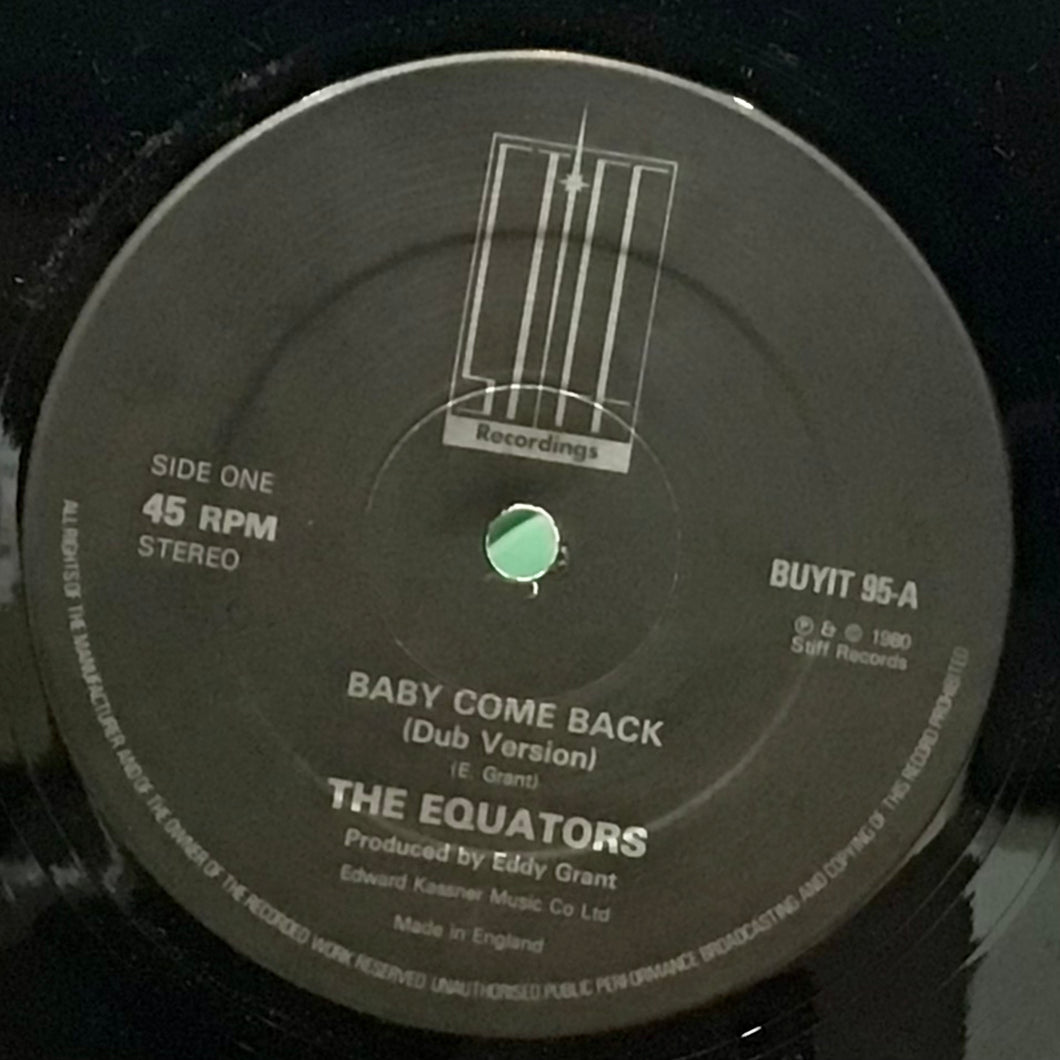 STIFF
Recordings
SIDE ONE
45 RPM
STEREO
BUYIT 95-A
℗ & © 1980
Stiff Records
BABY COME BACK
(Dub Version)
(E. Grant)
THE EQUATORS
Produced by Eddy Grant
Edward Kassner Music Co Ltd
Made in England
ALL RIGHTS OF THE MANUFACTURER AND OF THE OWNER OF THE RECORDED WORK RESERVED UNAUTHORISED PUBLIC PERFORMANCE BROADCASTING AND COPYING OF THIS RECORD PROHIBITED